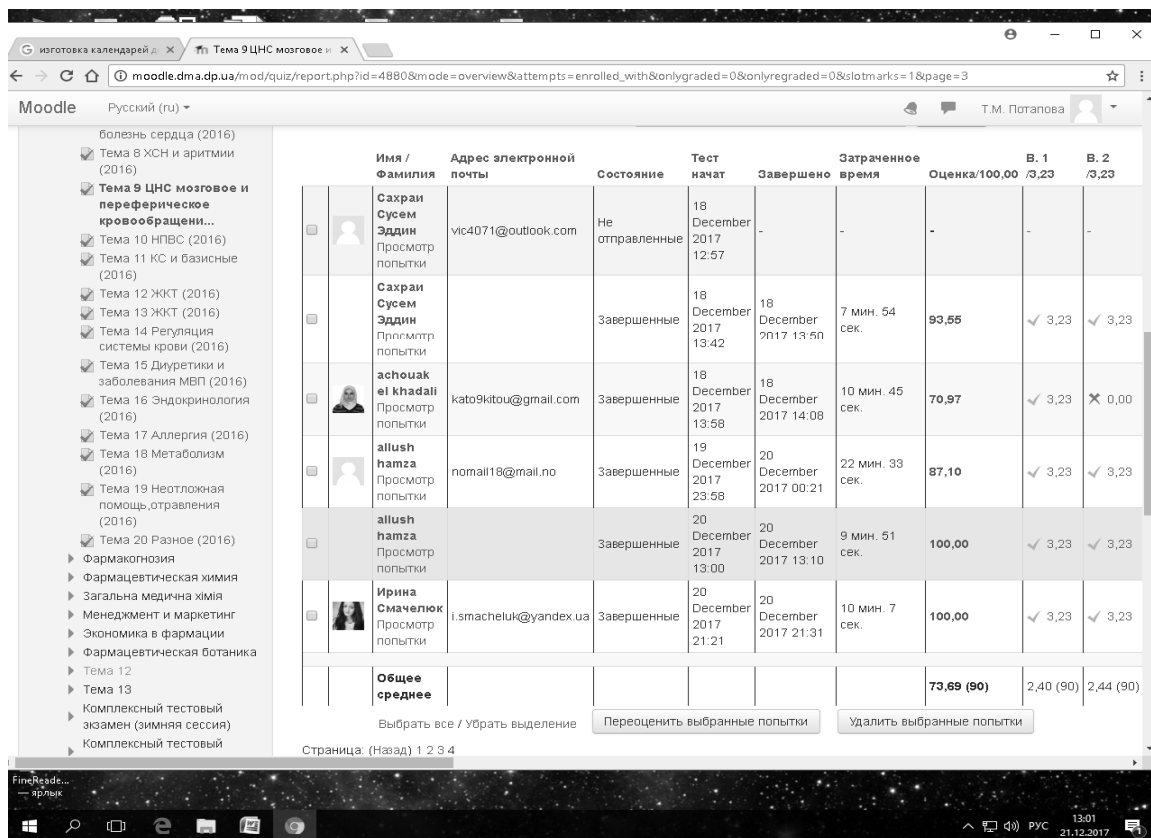 изготовка календарей д
Тема 9 ЦНС мозговое и
moodle.dma.dp.ua/mod/quiz/report.php?id=4880&mode=overview&attempts=enrolled_with&onlygraded=0&onlyregraded=0&slotmarks=1&page=3
Moodle Русский (ru) Т.М. Потапова
болезнь сердца (2016)
Тема 8 ХСН и аритмии
(2016)
Тема 9 ЦНС мозговое и
переферическое
кровообращени...
Тема 10 НПВС (2016)
Тема 11 КС и базисные
(2016)
Тема 12 ЖКТ (2016)
Тема 13 ЖКТ (2016)
Тема 14 Регуляция
системы крови (2016)
Тема 15 Диуретики и
заболевания МВП (2016)
Тема 16 Эндокринология
(2016)
Тема 17 Аллергия (2016)
Тема 18 Метаболизм
(2016)
Тема 19 Неотложная
помощь,отравления
(2016)
Тема 20 Разное (2016)
Фармакогнозия
Фармацевтическая химия
Загальна медична хімія
Менеджмент и маркетинг
Экономика в фармации
Фармацевтическая ботаника
Тема 12
Тема 13
Комплексный тестовый
экзамен (зимняя сессия)
Комплексный тестовый
Имя / Адрес электронной Тест Затраченное В. 1 В. 2
Фамилия почты Состояние начат Завершено время Оценка/100,00 /3,23 /3,23
Сахраи
Сусем
Эддин
Просмотр
попытки
vic4071@outlook.com
Не
отправленные
18
December
2017
12:57
- - - - -
Сахраи
Сусем
Эддин
Просмотр
попытки
Завершенные
18
December
2017
13:42
18
December
2017 13:50
7 мин. 54
сек.
93,55
3,23 3,23
achouak
el khadali
Просмотр
попытки
kato9kitou@gmail.com
Завершенные
18
December
2017
13:58
18
December
2017 14:08
10 мин. 45
сек.
70,97
3,23 0,00
allush
hamza
Просмотр
попытки
nomail18@mail.no
Завершенные
19
December
2017
23:58
20
December
2017 00:21
22 мин. 33
сек.
87,10
3,23 3,23
allush
hamza
Просмотр
попытки
Завершенные
20
December
2017
13:00
20
December
2017 13:10
9 мин. 51
сек.
100,00
3,23 3,23
Ирина
Смачелюк
Просмотр
попытки
i.smacheluk@yandex.ua
Завершенные
20
December
2017
21:21
20
December
2017 21:31
10 мин. 7
сек.
100,00
3,23 3,23
Общее
среднее
73,69 (90) 2,40 (90) 2,44 (90)
Выбрать все / Убрать выделение Переоценить выбранные попытки Удалить выбранные попытки
Страница: (Назад) 1 2 3 4
FineReade...
— ярлык
РУС 13:01
21.12.2017